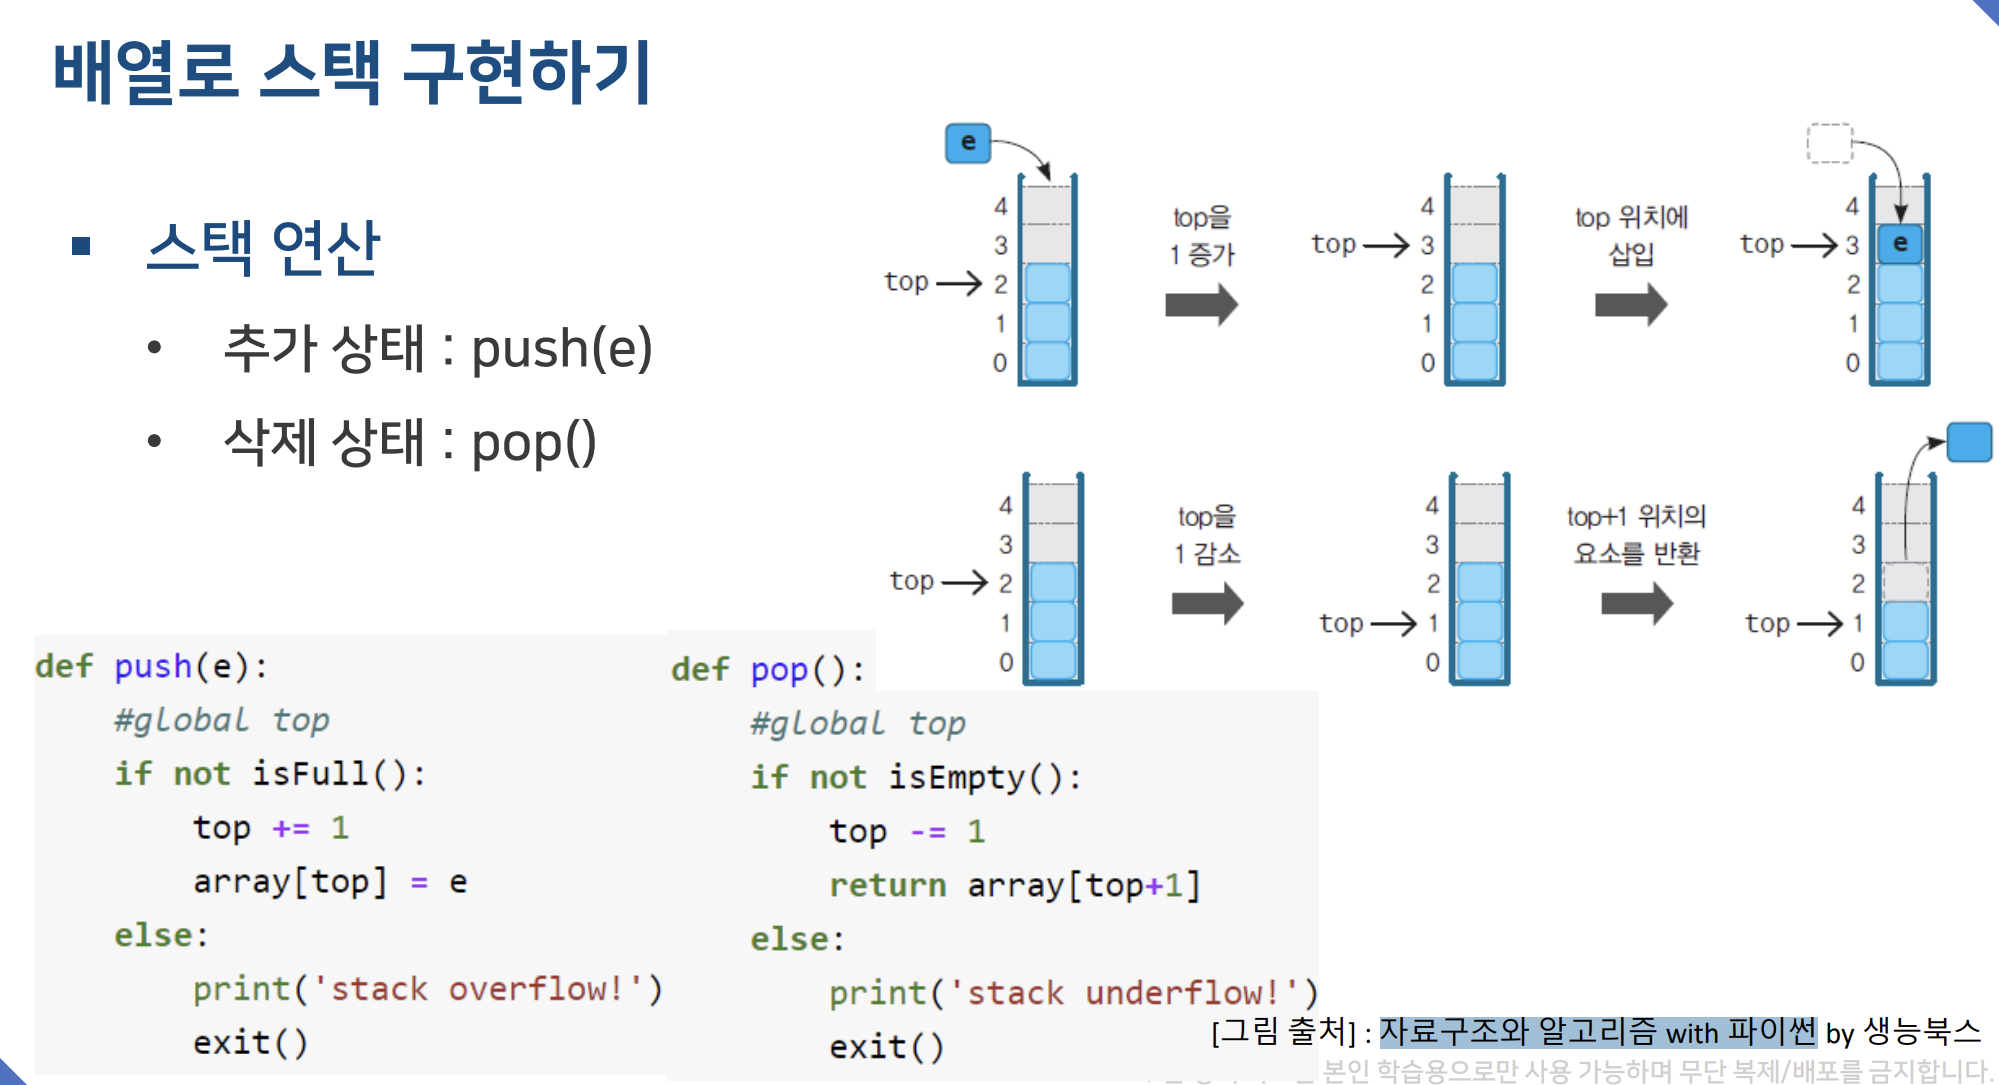 배열로 스택 구현하기
▪ 스택 연산
• 추가 상태 : push(e)
• 삭제 상태 : pop()
e
4
3
top → 2
1
0
top을
1 증가
4
top → 3
2
1
0
top 위치에
삽입
4
top → 3 e
2
1
0
4
3
top → 2
1
0
top을
1 감소
4
3
2
top → 1
0
top+1 위치의
요소를 반환
4
3
2
top → 1
0
def push(e):
    #global top
    if not isFull():
        top += 1
        array[top] = e
    else:
        print('stack overflow!')
        exit()
def pop():
    #global top
    if not isEmpty():
        top -= 1
        return array[top+1]
    else:
        print('stack underflow!')
        exit()
[그림 출처] : 자료구조와 알고리즘 with 파이썬 by 생능북스
본인 학습용으로만 사용 가능하며 무단 복제/배포를 금지합니다.